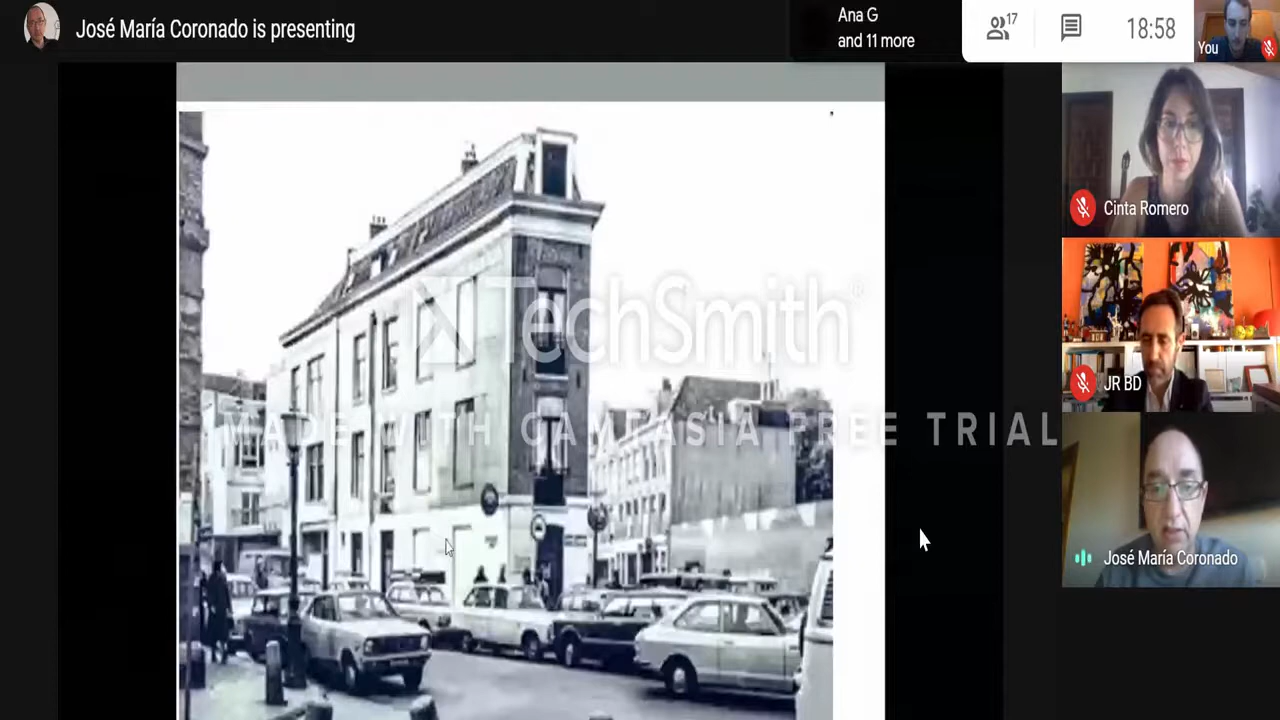 José María Coronado is presenting
Ana G
and 11 more
17
18:58
You
Cinta Romero
JR BD
José María Coronado
TechSmith®
MADE WITH CAMTASIA FREE TRIAL